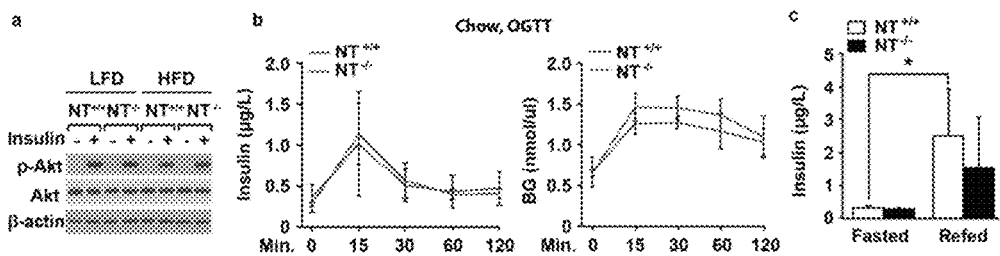 a
LFD HFD
NT+/+ NT-/- NT+/+ NT-/-
Insulin - + - + - + - +
p-Akt
Akt
β-actin
b
Chow, OGTT
NT+/+
NT-/-
Insulin (µg/L)
2.0
1.5
1.0
0.5
0
Min. 0 15 30 60 120
NT+/+
NT-/-
BG (mmol/ul)
2.0
1.5
1.0
0.5
0
Min. 0 15 30 60 120
c
NT+/+
NT-/-
Insulin (µg/L)
5
4
3
2
1
0
*
Fasted Refed